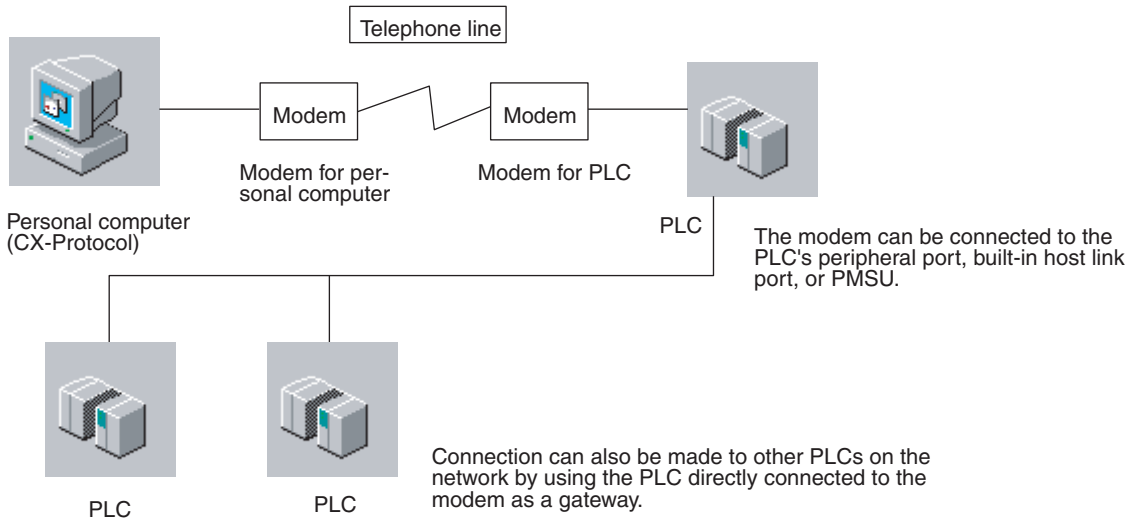 Telephone line
Modem
Modem
Modem for per-
sonal computer
Modem for PLC
Personal computer
(CX-Protocol)
PLC
The modem can be connected to the
PLC's peripheral port, built-in host link
port, or PMSU.
PLC
PLC
Connection can also be made to other PLCs on the
network by using the PLC directly connected to the
modem as a gateway.